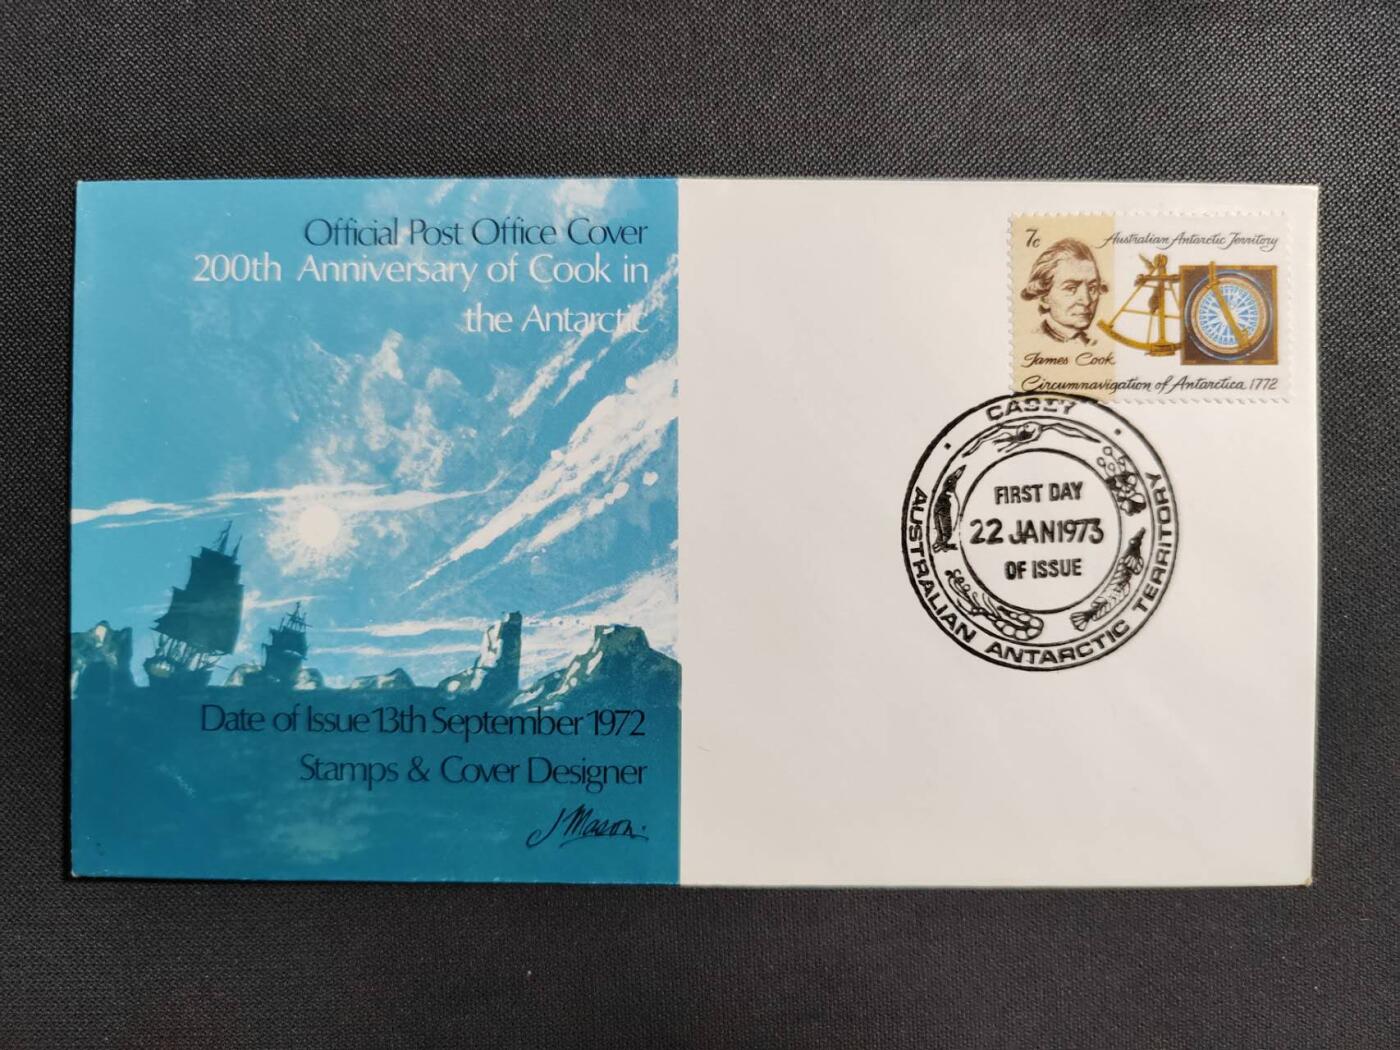 Official Post Office Cover
200th Anniversary of Cook in
the Antarctic
Date of Issue 13th September 1972
Stamps & Cover Designer
J Mason.
7c
Australian Antarctic Territory
James Cook
Circumnavigation of Antarctica 1772
CASEY
FIRST DAY
22 JAN 1973
OF ISSUE
AUSTRALIAN ANTARCTIC TERRITORY